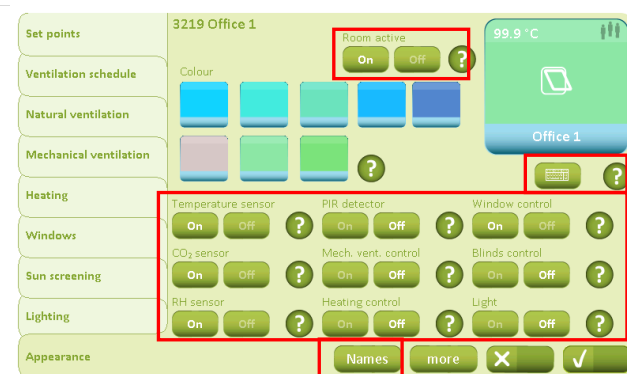 Set points
Ventilation schedule
Natural ventilation
Mechanical ventilation
Heating
Windows
Sun screening
Lighting
Appearance
3219 Office 1
Room active
On Off ?
Colour
?
99.9 °C
Office 1
?
Temperature sensor PIR detector Window control
On Off ? On Off ? On Off ?
CO₂ sensor Mech. vent. control Blinds control
On Off ? On Off ? On Off ?
RH sensor Heating control Light
On Off ? On Off ? On Off ?
Names more